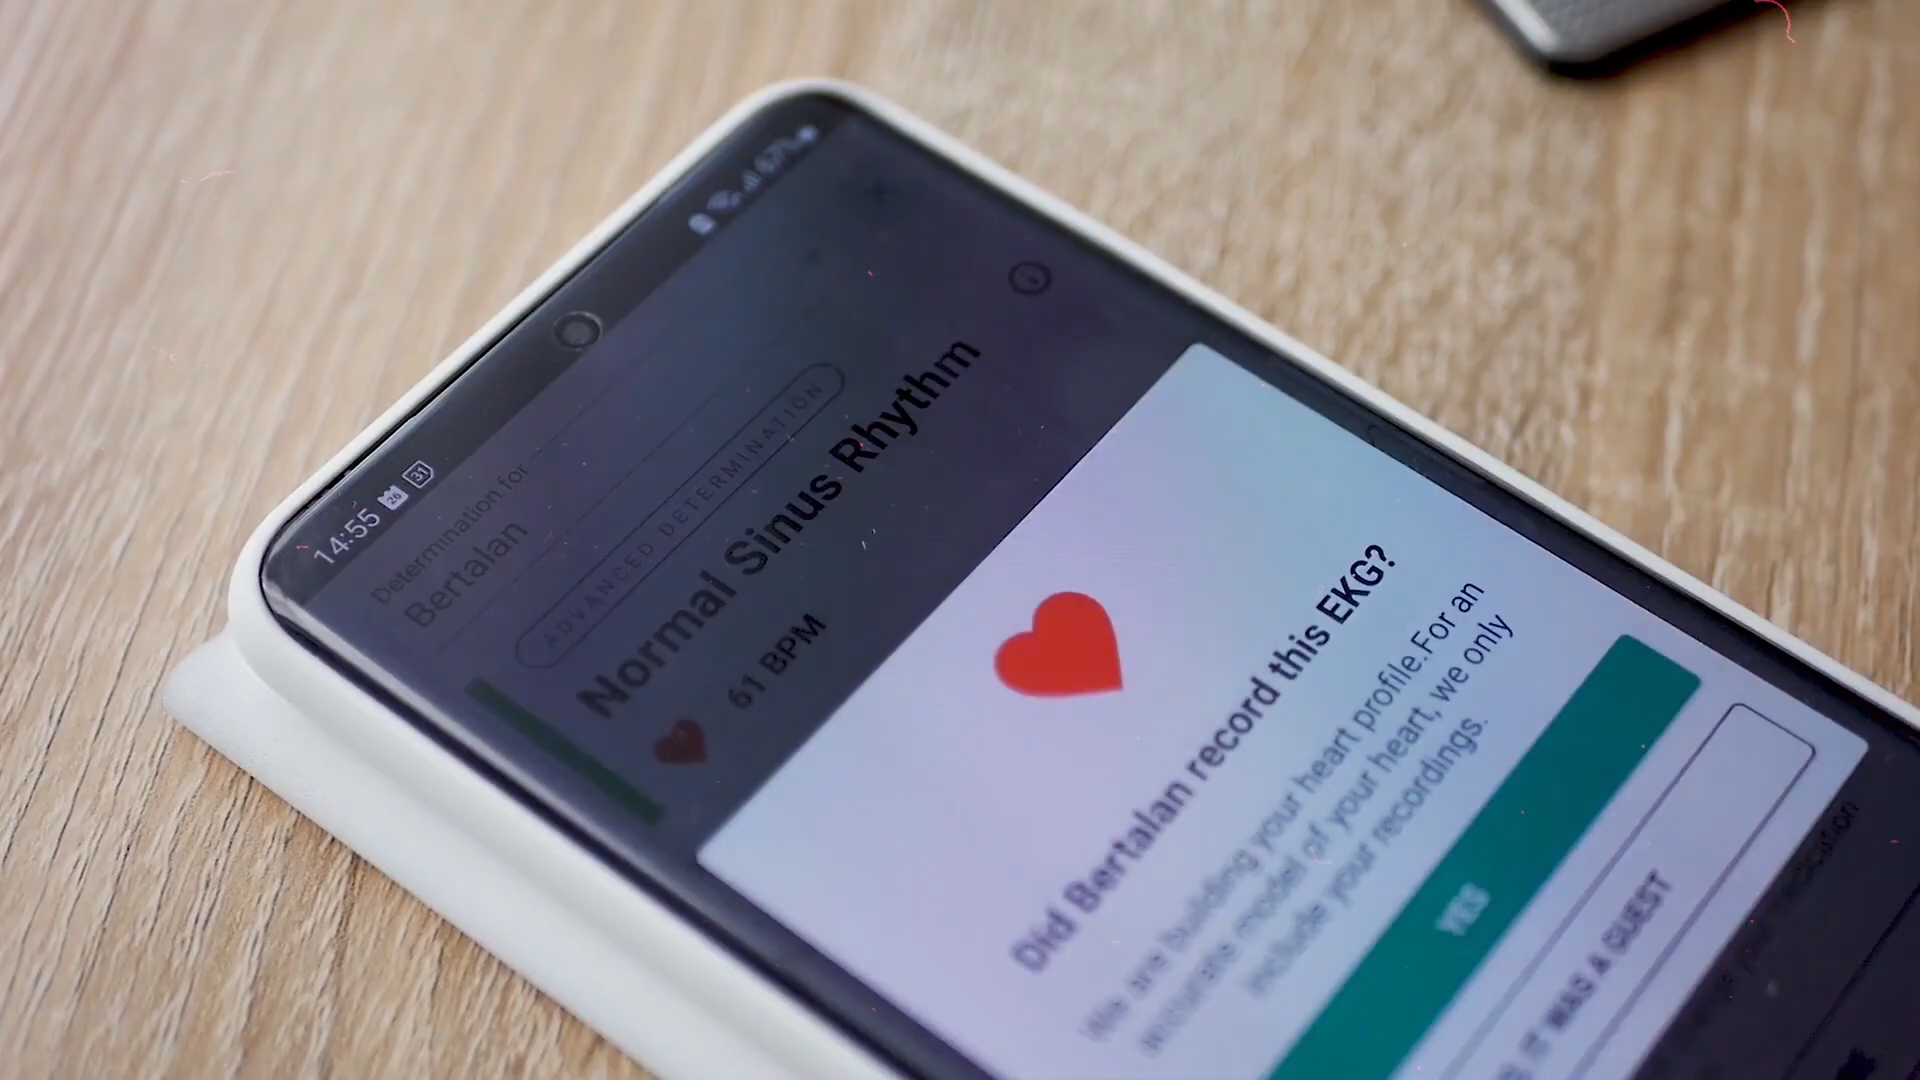 14:55 26 31
Determination for
Bertalan
ADVANCED DETERMINATION
Normal Sinus Rhythm
61 BPM
Did Bertalan record this EKG?
We are building your heart profile.For an
accurate model of your heart, we only
include your recordings.
YES
IT WAS A GUEST